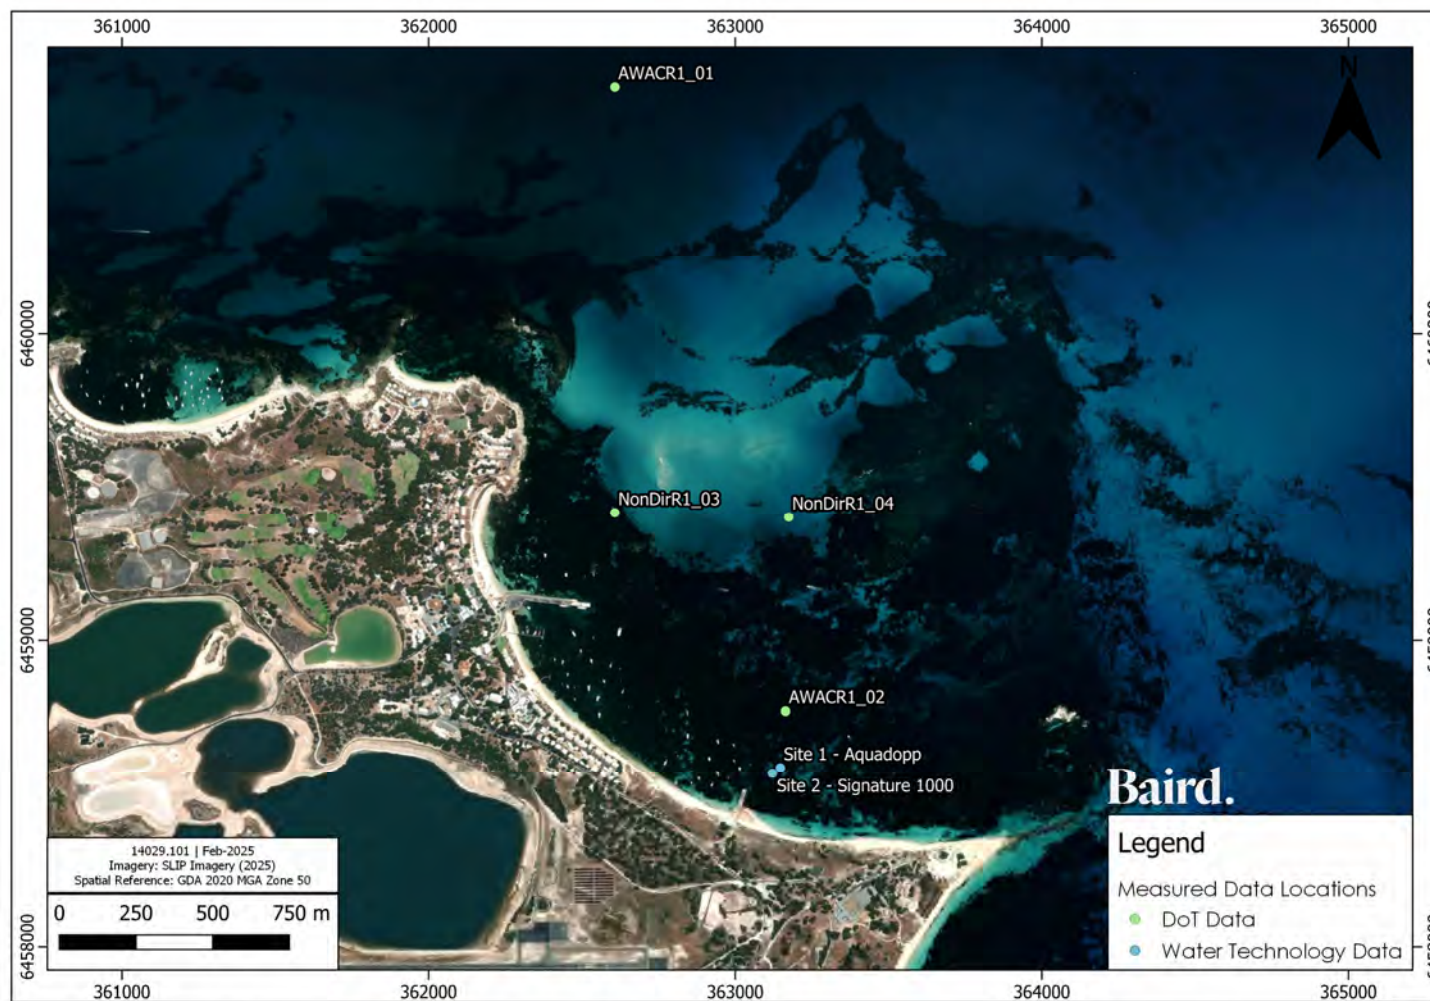 361000 362000 363000 364000 365000
AWACR1_01
N
6460000
NonDirR1_03
NonDirR1_04
6459000
AWACR1_02
Site 1 - Aquadopp
Site 2 - Signature 1000
Baird.
Legend
Measured Data Locations
DoT Data
Water Technology Data
14029.101 | Feb-2025
Imagery: SLIP Imagery (2025)
Spatial Reference: GDA 2020 MGA Zone 50
0 250 500 750 m
6458000
361000 362000 363000 364000 365000